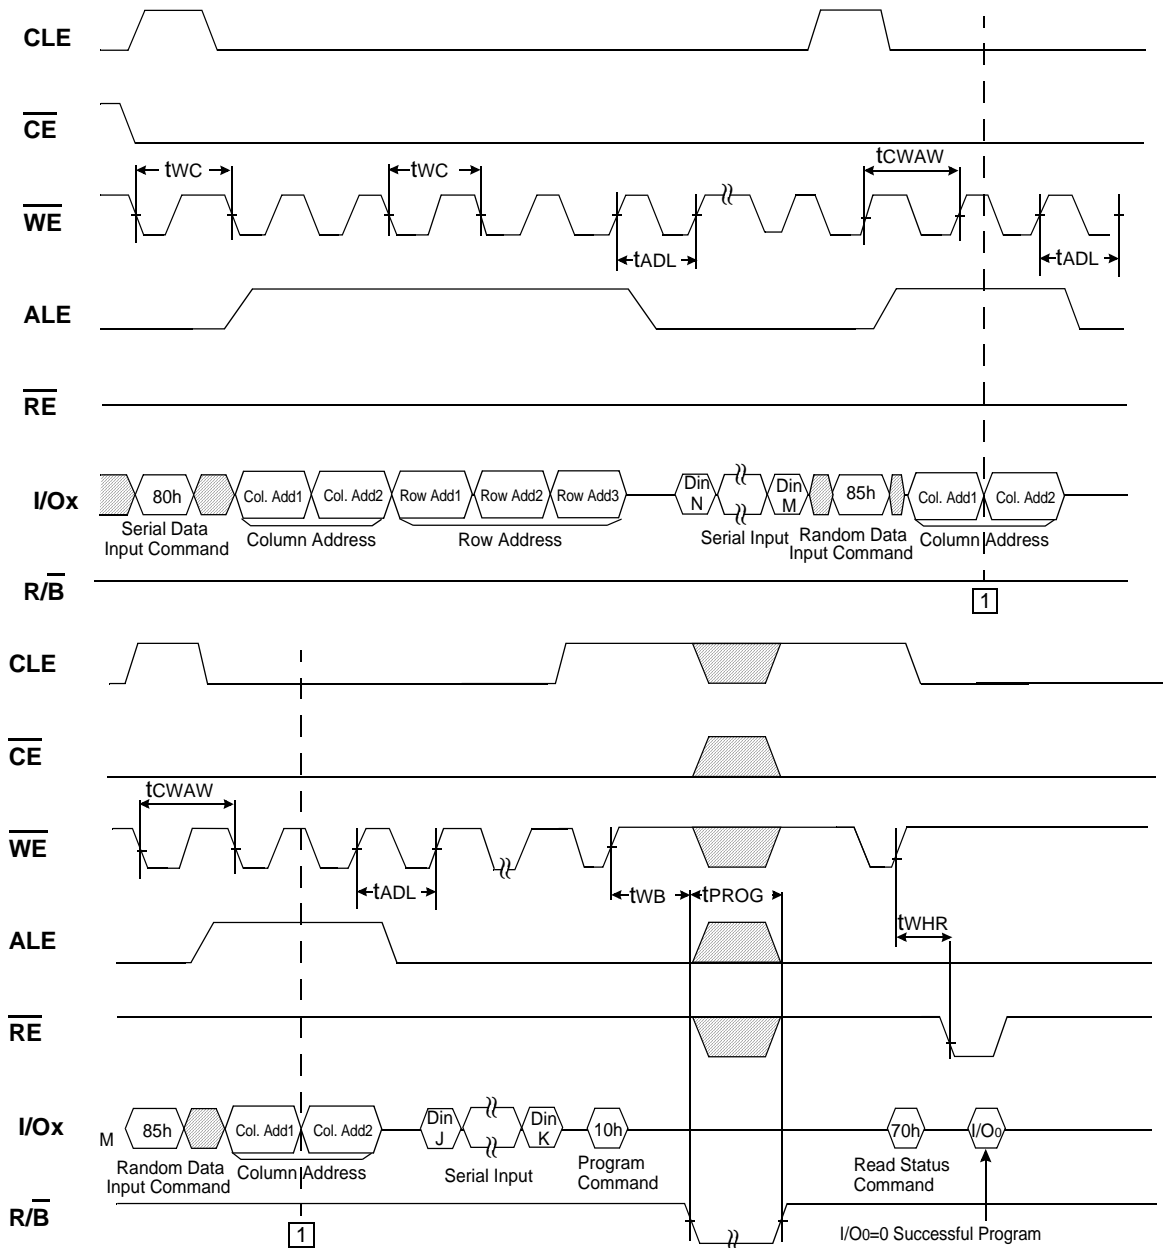 CLE
CE
tWC tWC tCWAW
WE
tADL tADL
ALE
RE
I/Ox 80h Col. Add1 Col. Add2 Row Add1 Row Add2 Row Add3 Din N Din M 85h Col. Add1 Col. Add2
Serial Data Input Command Column Address Row Address Serial Input Random Data Input Command Column Address
R/B
1
CLE
CE
tCWAW
WE
tADL tWB tPROG
ALE tWHR
RE
I/Ox M 85h Col. Add1 Col. Add2 Din J Din K 10h 70h I/O0
Random Data Input Command Column Address Serial Input Program Command Read Status Command
R/B
1 I/O0=0 Successful Program